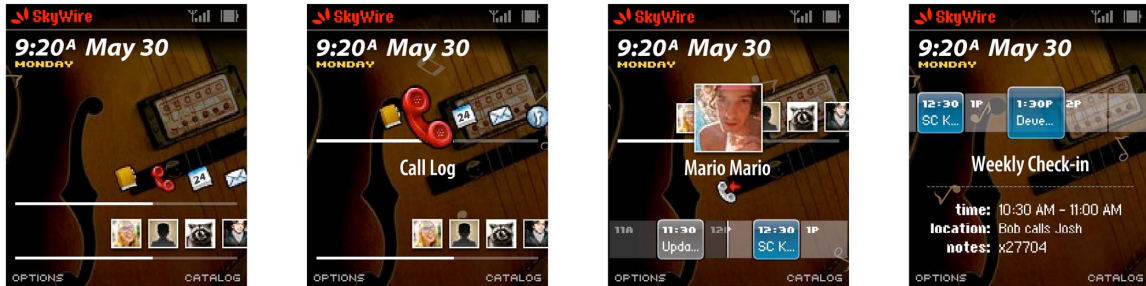 SkyWire
9:20A May 30
MONDAY
24
OPTIONS CATALOG
SkyWire
9:20A May 30
MONDAY
24
Call Log
OPTIONS CATALOG
SkyWire
9:20A May 30
MONDAY
Mario Mario
11A 11:30 12P 12:30 1P
Upda... SC K...
OPTIONS CATALOG
SkyWire
9:20A May 30
MONDAY
12:30 1P 1:30P 2P
SC K... Deve...
Weekly Check-in
time: 10:30 AM - 11:00 AM
location: Bob calls Josh
notes: x27704
OPTIONS CATALOG